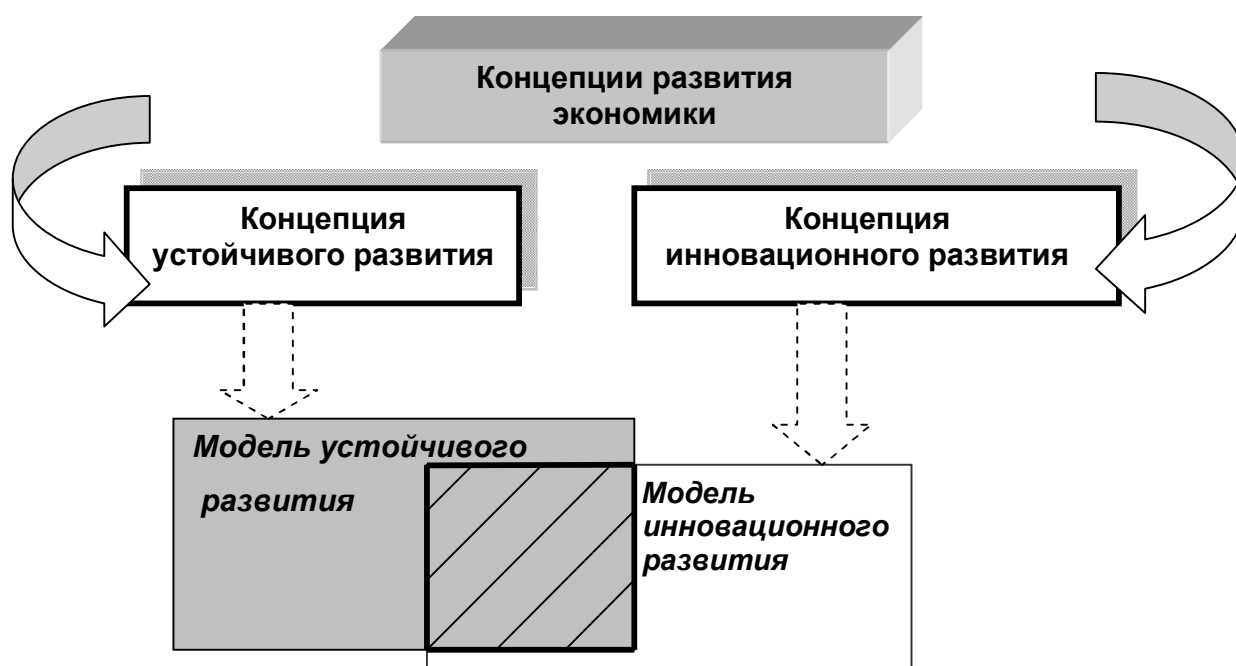 Концепции развития
экономики
Концепция
устойчивого развития
Концепция
инновационного развития
Модель устойчивого
развития
Модель
инновационного
развития